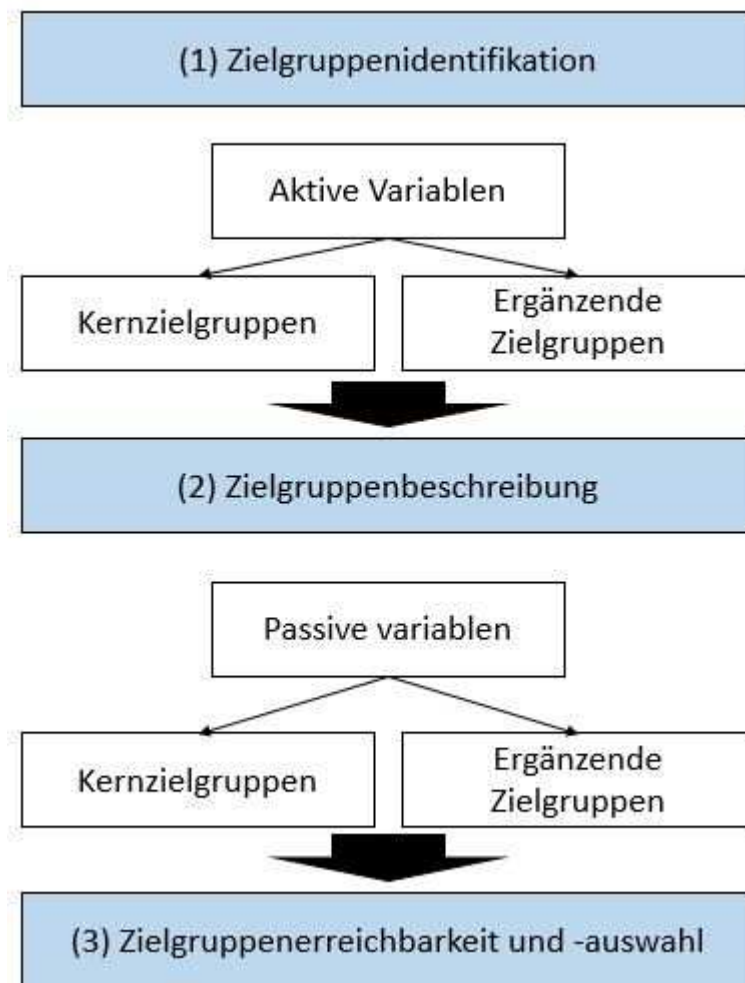 (1) Zielgruppenidentifikation
Aktive Variablen
Kernzielgruppen
Ergänzende
Zielgruppen
(2) Zielgruppenbeschreibung
Passive variablen
Kernzielgruppen
Ergänzende
Zielgruppen
(3) Zielgruppenerreichbarkeit und -auswahl